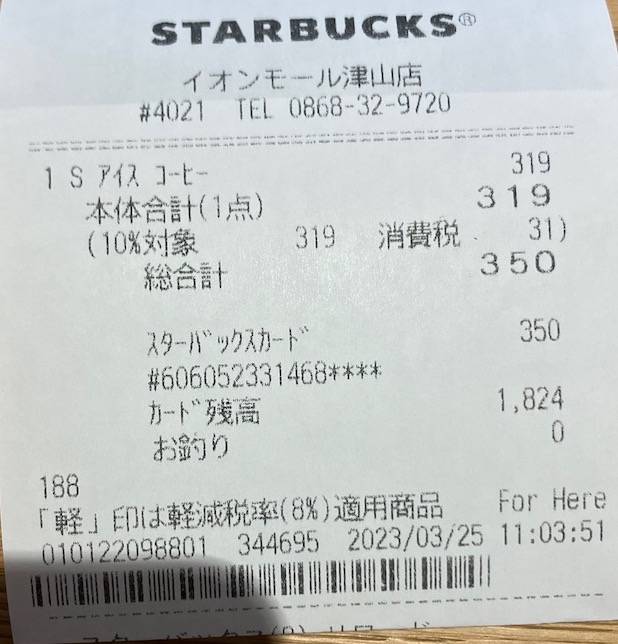 STARBUCKS®
イオンモール津山店
#4021 TEL 0868-32-9720
1 S ｱｲｽ ｺｰﾋｰ 319
本体合計(1点) 319
(10%対象 319 消費税 31)
総合計 350
ｽﾀｰﾊﾞｯｸｽｶｰﾄﾞ 350
#606052331468****
ｶｰﾄﾞ残高 1,824
お釣り 0
188
「軽」印は軽減税率(8%)適用商品 For Here
010122098801 344695 2023/03/25 11:03:51